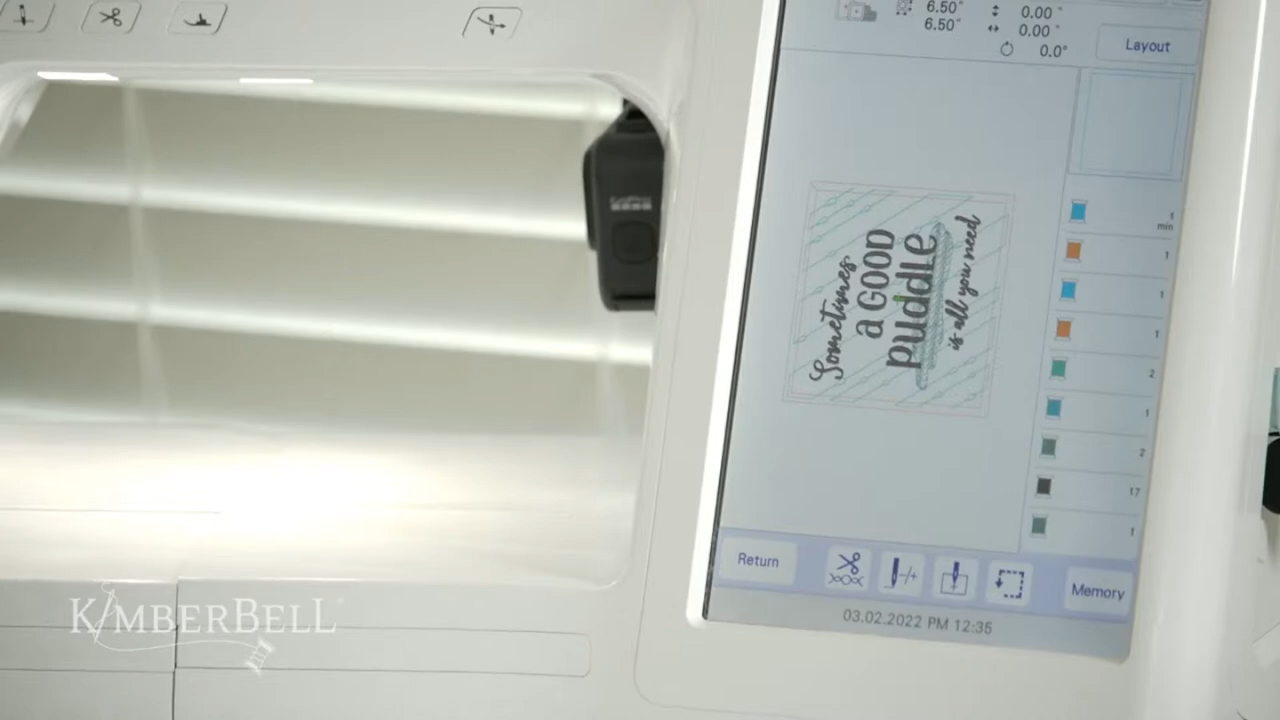 6.50"
6.50"
0.00 "
0.00 "
0.0°
Layout
GoPro
Sometimes
a GOOD
puddle
is all you need
1
min
1
1
1
2
1
2
17
1
Return
-/+
Memory
03.02.2022 PM 12:35
KIMBERBELL